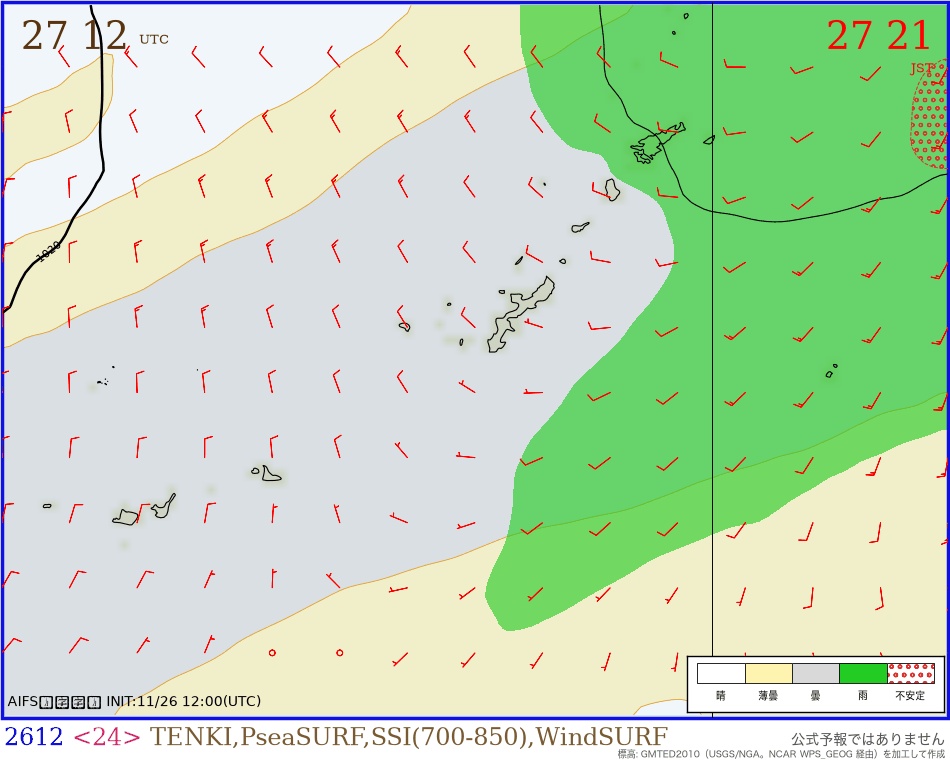 27 12 UTC
27 21
JST
1020
AIFS INIT:11/26 12:00(UTC)
晴 薄曇 曇 雨 不安定
2612 <24> TENKI,PseaSURF,SSI(700-850),WindSURF
公式予報ではありません
標高: GMTED2010（USGS/NGA。NCAR WPS_GEOG 経由）を加工して作成